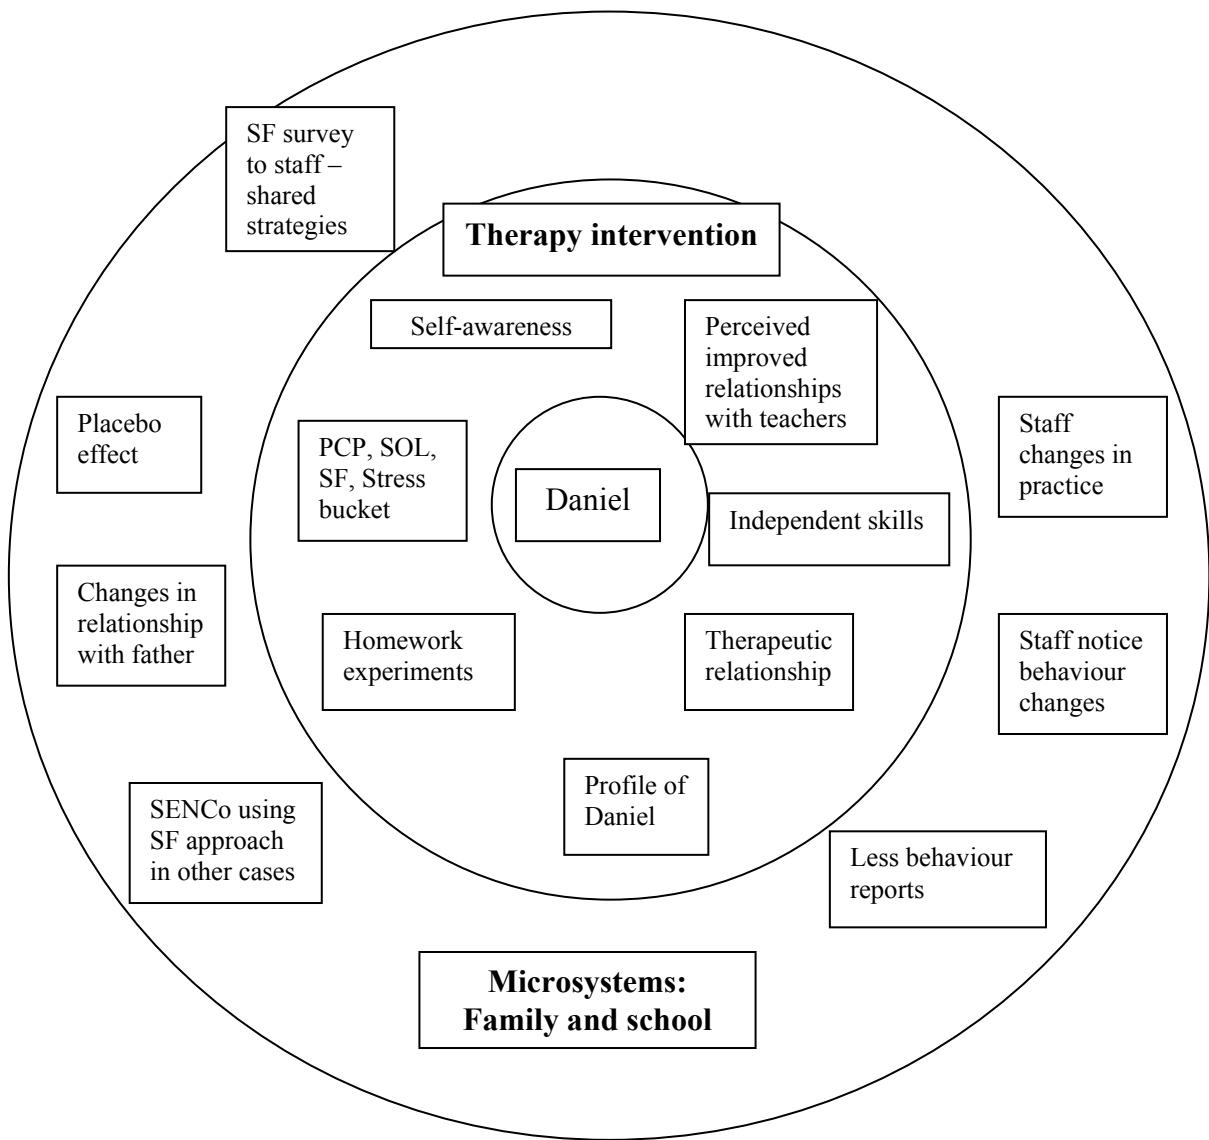 SF survey
to staff –
shared
strategies
Therapy intervention
Self-awareness
Perceived
improved
relationships
with teachers
Placebo
effect
PCP, SOL,
SF, Stress
bucket
Daniel
Independent skills
Staff
changes in
practice
Changes in
relationship
with father
Homework
experiments
Therapeutic
relationship
Staff notice
behaviour
changes
SENCo using
SF approach
in other cases
Profile of
Daniel
Less behaviour
reports
Microsystems:
Family and school